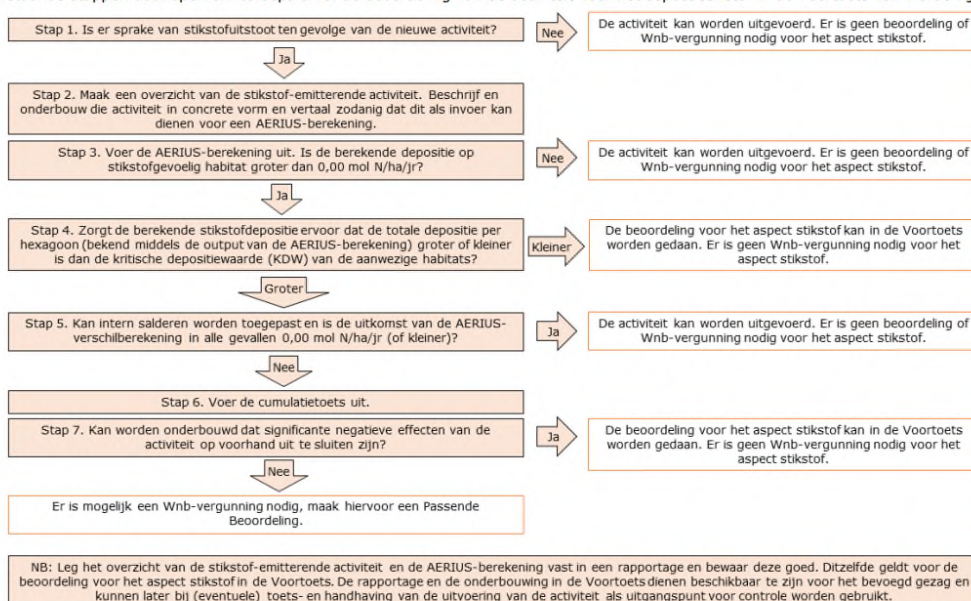 Stap 1. Is er sprake van stikstofuitstoot ten gevolge van de nieuwe activiteit?
Nee
De activiteit kan worden uitgevoerd. Er is geen beoordeling of
Wnb-vergunning nodig voor het aspect stikstof.
Ja
Stap 2. Maak een overzicht van de stikstof-emitterende activiteit. Beschrijf en
onderbouw die activiteit in concrete vorm en vertaal zodanig dat dit als invoer kan
dienen voor een AERIUS-berekening.
Stap 3. Voer de AERIUS-berekening uit. Is de berekende depositie op
stikstofgevoelig habitat groter dan 0,00 mol N/ha/jr?
Nee
De activiteit kan worden uitgevoerd. Er is geen beoordeling of
Wnb-vergunning nodig voor het aspect stikstof.
Ja
Stap 4. Zorgt de berekende stikstofdepositie ervoor dat de totale depositie per
hexagoon (bekend middels de output van de AERIUS-berekening) groter of kleiner
is dan de kritische depositiewaarde (KDW) van de aanwezige habitats?
Kleiner
De beoordeling voor het aspect stikstof kan in de Voortoets
worden gedaan. Er is geen Wnb-vergunning nodig voor het
aspect stikstof.
Groter
Stap 5. Kan intern salderen worden toegepast en is de uitkomst van de AERIUS-
verschilberekening in alle gevallen 0,00 mol N/ha/jr (of kleiner)?
Ja
De activiteit kan worden uitgevoerd. Er is geen beoordeling of
Wnb-vergunning nodig voor het aspect stikstof.
Nee
Stap 6. Voer de cumulatietoets uit.
Stap 7. Kan worden onderbouwd dat significante negatieve effecten van de
activiteit op voorhand uit te sluiten zijn?
Ja
De beoordeling voor het aspect stikstof kan in de Voortoets
worden gedaan. Er is geen Wnb-vergunning nodig voor het
aspect stikstof.
Nee
Er is mogelijk een Wnb-vergunning nodig, maak hiervoor een Passende
Beoordeling.
NB: Leg het overzicht van de stikstof-emitterende activiteit en de AERIUS-berekening vast in een rapportage en bewaar deze goed. Ditzelfde geldt voor de
beoordeling voor het aspect stikstof in de Voortoets. De rapportage en de onderbouwing in de Voortoets dienen beschikbaar te zijn voor het bevoegd gezag en
kunnen later bij (eventuele) toets- en handhaving van de uitvoering van de activiteit als uitgangspunt voor controle worden gebruikt.